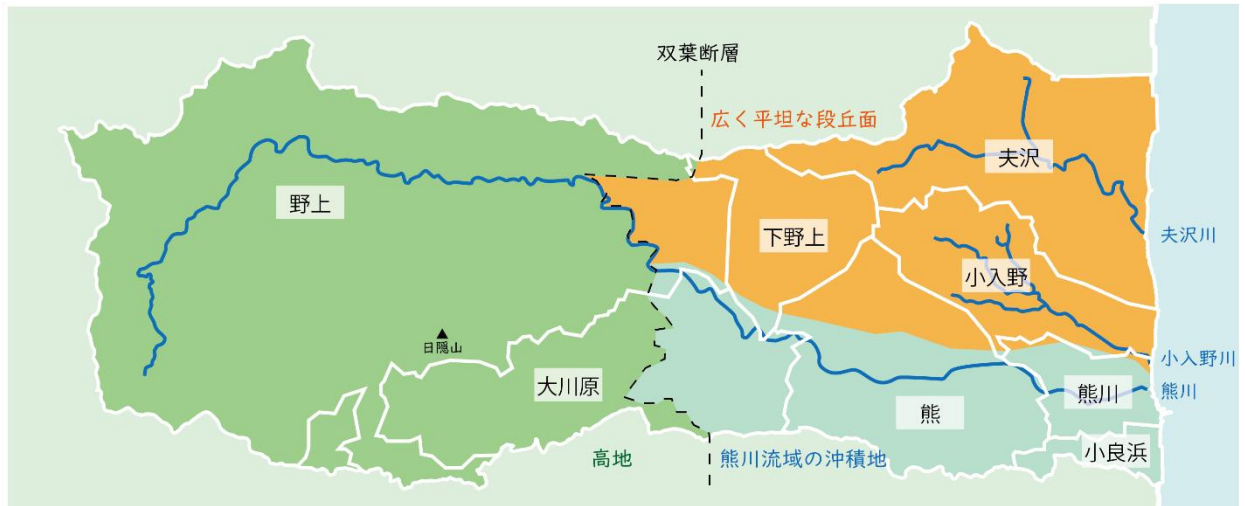 双葉断層
広く平坦な段丘面
夫沢
野上
下野上
夫沢川
小入野
日隠山
小入野川
大川原
熊川
熊川
熊
小良浜
高地
熊川流域の沖積地